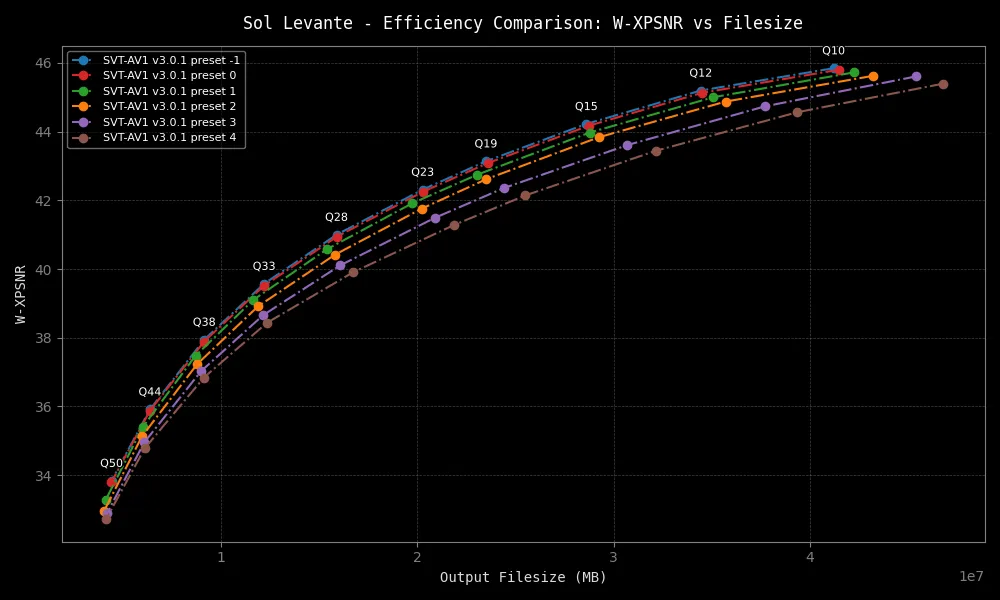 Sol Levante - Efficiency Comparison: W-XPSNR vs Filesize
SVT-AV1 v3.0.1 preset -1
SVT-AV1 v3.0.1 preset 0
SVT-AV1 v3.0.1 preset 1
SVT-AV1 v3.0.1 preset 2
SVT-AV1 v3.0.1 preset 3
SVT-AV1 v3.0.1 preset 4
Q10
Q12
Q15
Q19
Q23
Q28
Q33
Q38
Q44
Q50
46
44
42
40
38
36
34
W-XPSNR
1 2 3 4
1e7
Output Filesize (MB)